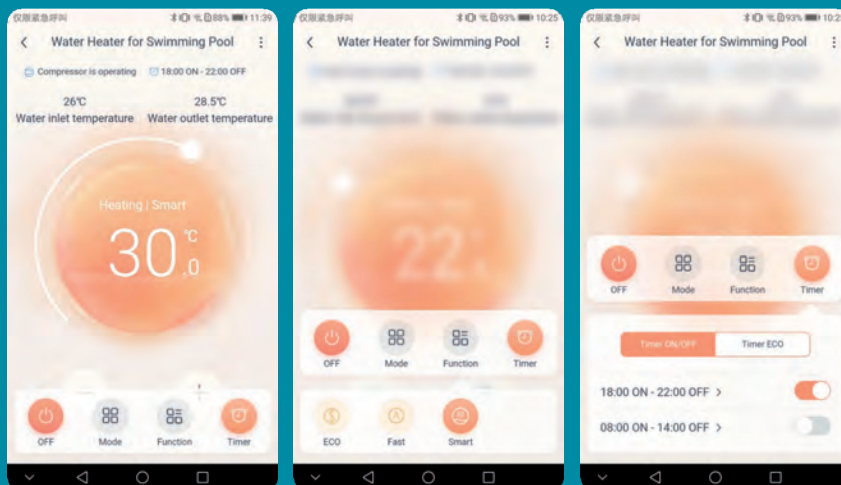 仅限紧急呼叫 88% 11:39
Water Heater for Swimming Pool
Compressor is operating 18:00 ON - 22:00 OFF
26℃ 28.5℃
Water inlet temperature Water outlet temperature
Heating | Smart
30.0 ℃
OFF Mode Function Timer
仅限紧急呼叫 93% 10:25
Water Heater for Swimming Pool
22
OFF Mode Function Timer
ECO Fast Smart
仅限紧急呼叫 93% 10:2
Water Heater for Swimming Pool
OFF Mode Function Timer
Timer ON/OFF Timer ECO
18:00 ON - 22:00 OFF >
08:00 ON - 14:00 OFF >